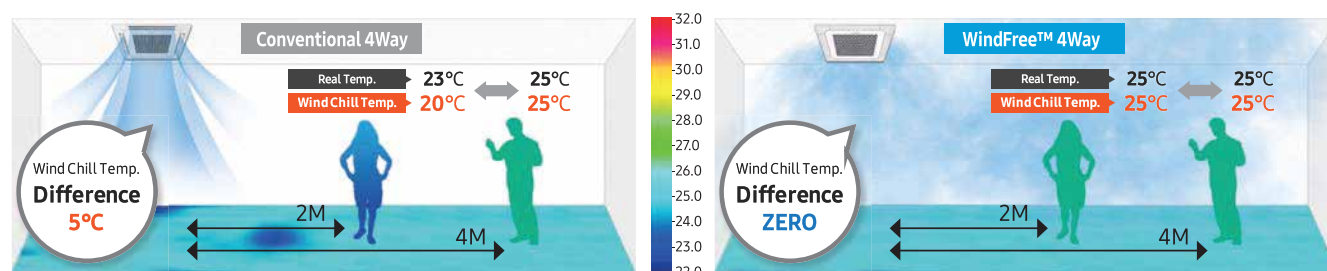 Conventional 4Way
Real Temp. 23°C 25°C
Wind Chill Temp. 20°C 25°C
Wind Chill Temp.
Difference
5°C
2M
4M
32.0
31.0
30.0
29.0
28.0
27.0
26.0
25.0
24.0
23.0
22.0
WindFree™ 4Way
Real Temp. 25°C 25°C
Wind Chill Temp. 25°C 25°C
Wind Chill Temp.
Difference
ZERO
2M
4M